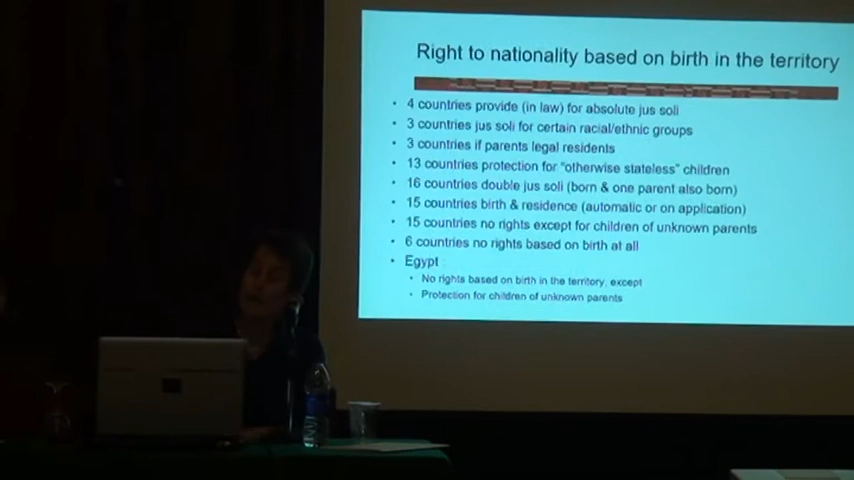 Right to nationality based on birth in the territory
• 4 countries provide (in law) for absolute jus soli
• 3 countries jus soli for certain racial/ethnic groups
• 3 countries if parents legal residents
• 13 countries protection for "otherwise stateless" children
• 16 countries double jus soli (born & one parent also born)
• 15 countries birth & residence (automatic or on application)
• 15 countries no rights except for children of unknown parents
• 6 countries no rights based on birth at all
• Egypt :
• No rights based on birth in the territory, except
• Protection for children of unknown parents